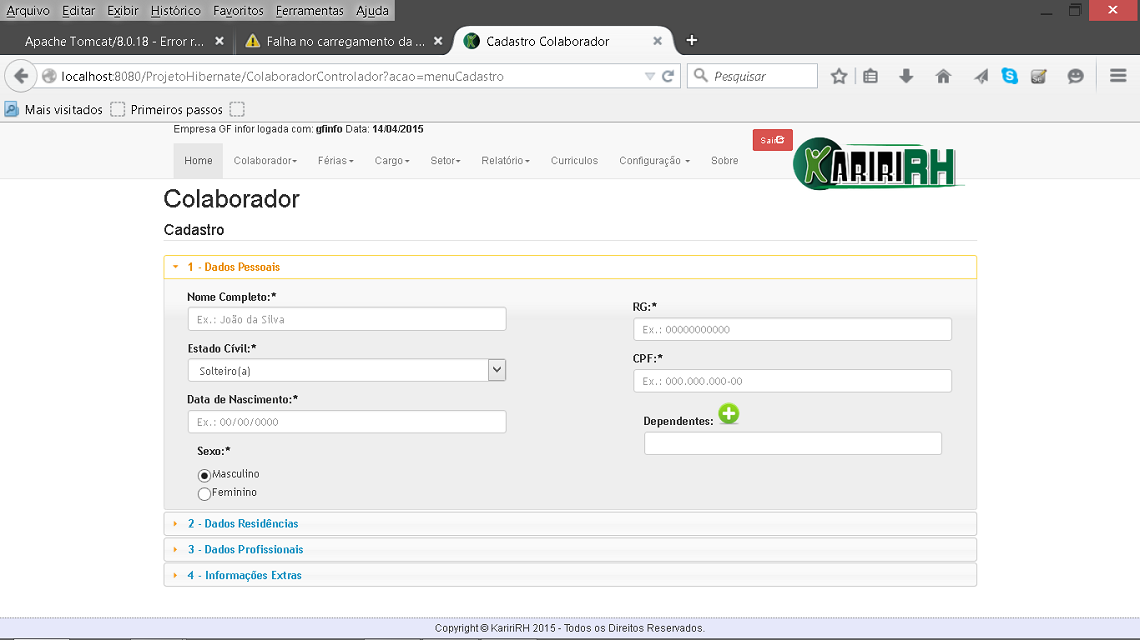 Arquivo Editar Exibir Histórico Favoritos Ferramentas Ajuda
Apache Tomcat/8.0.18 - Error r... Falha no carregamento da ... Cadastro Colaborador
localhost:8080/ProjetoHibernate/ColaboradorControlador?acao=menuCadastro Pesquisar
Mais visitados Primeiros passos
Empresa GF infor logada com: gfinfo Data: 14/04/2015
Home Colaborador Férias Cargo Setor Relatório Curriculos Configuração Sobre Sair
KARIRIRH
Colaborador
Cadastro
1 - Dados Pessoais
Nome Completo:*
Ex.: João da Silva
Estado Cívil:*
Solteiro(a)
Data de Nascimento:*
Ex.: 00/00/0000
Sexo:*
Masculino
Feminino
RG:*
Ex.: 00000000000
CPF:*
Ex.: 000.000.000-00
Dependentes:
2 - Dados Residências
3 - Dados Profissionais
4 - Informações Extras
Copyright © KaririRH 2015 - Todos os Direitos Reservados.